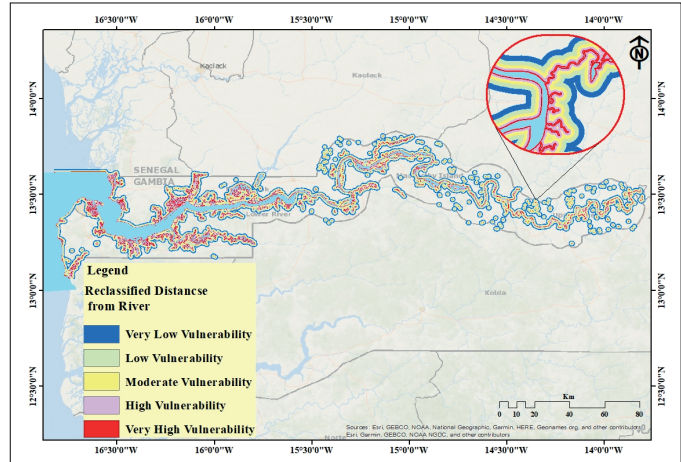 16°30'0"W 16°0'0"W 15°30'0"W 15°0'0"W 14°30'0"W 14°0'0"W
N
Kaolack
Kaolack
14°0'0"N
14°0'0"N
SENEGAL
GAMBIA
13°30'0"N
13°30'0"N
Lower River
Legend
Reclassified Distancse
from River
Very Low Vulnerability
Low Vulnerability
Moderate Vulnerability
High Vulnerability
Very High Vulnerability
13°0'0"N
13°0'0"N
Kolda
12°30'0"N
12°30'0"N
Km
0 5 10 20 40 60 80
Sources: Esri, GEBCO, NOAA, National Geographic, Garmin, HERE, Geonames.org, and other contributors
Esri, Garmin, GEBCO, NOAA NGDC, and other contributors
16°30'0"W 16°0'0"W 15°30'0"W 15°0'0"W 14°30'0"W 14°0'0"W